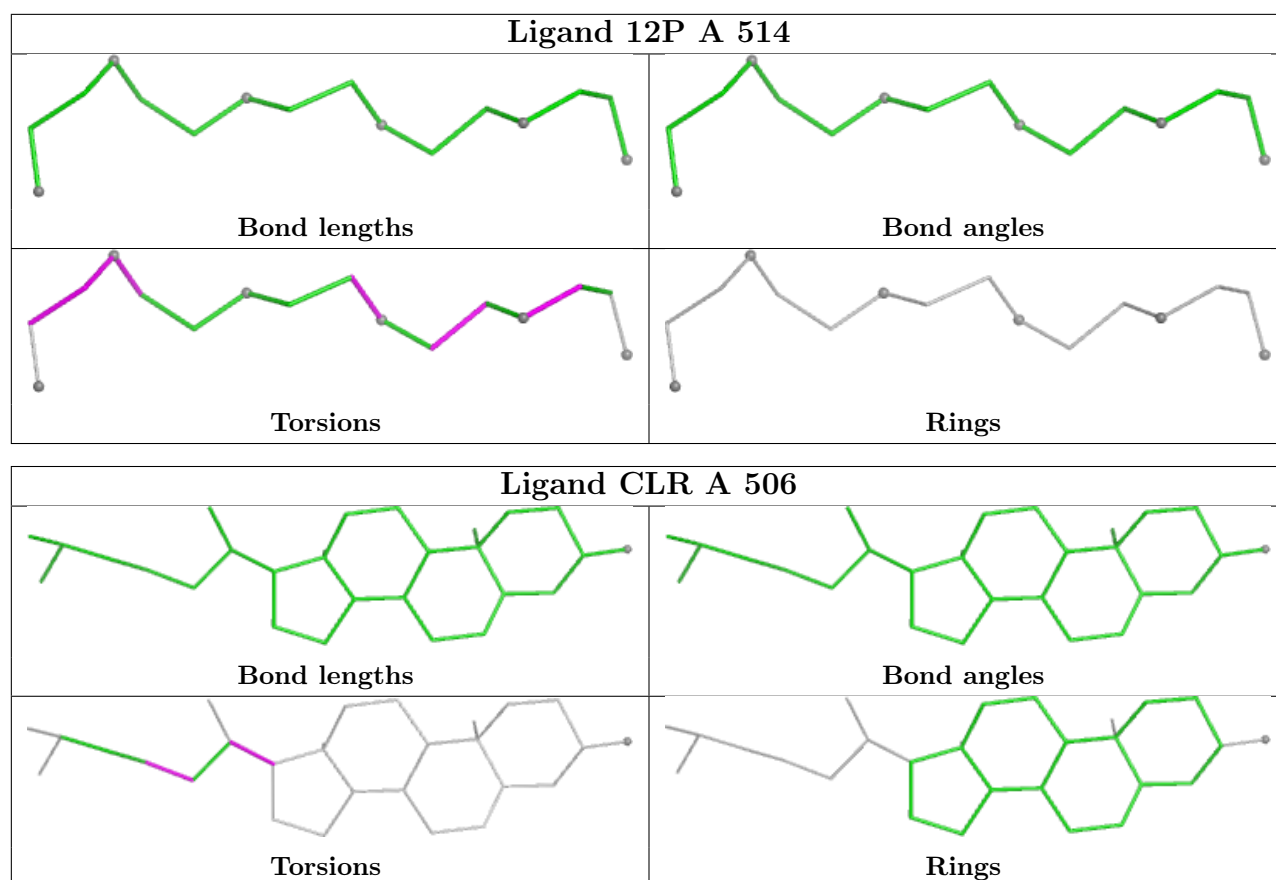 Ligand 12P A 514
Bond lengths
Bond angles
Torsions
Rings
Ligand CLR A 506
Bond lengths
Bond angles
Torsions
Rings